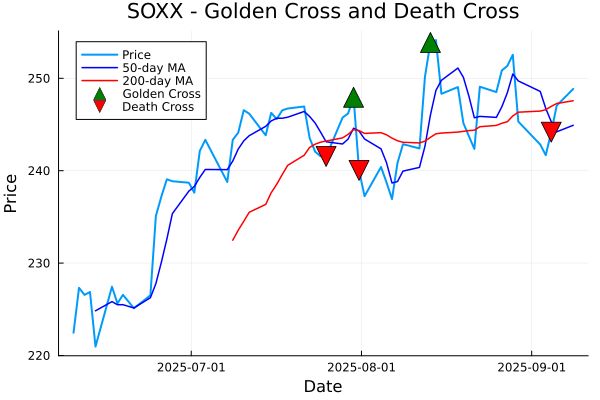 SOXX - Golden Cross and Death Cross
Price
50-day MA
200-day MA
Golden Cross
Death Cross
250
240
230
220
Price
2025-07-01
2025-08-01
2025-09-01
Date